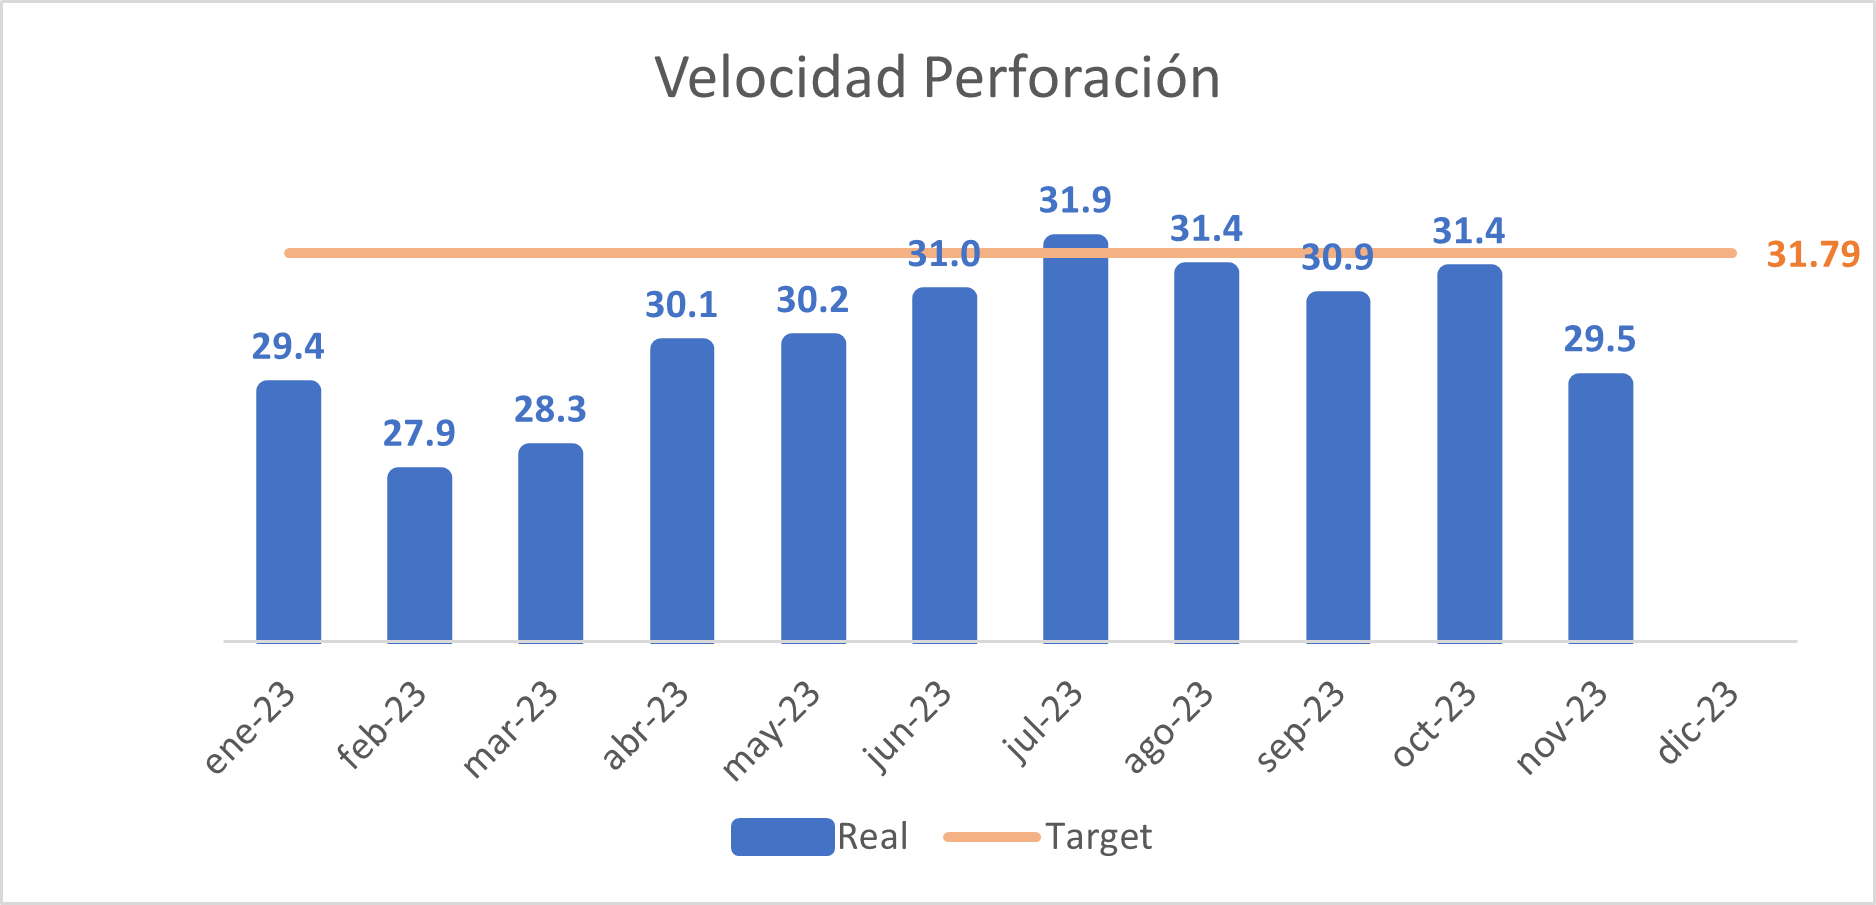 Velocidad Perforación
29.4
27.9
28.3
30.1
30.2
31.0
31.9
31.4
30.9
31.4
29.5
31.79
ene-23
feb-23
mar-23
abr-23
may-23
jun-23
jul-23
ago-23
sep-23
oct-23
nov-23
dic-23
Real
Target